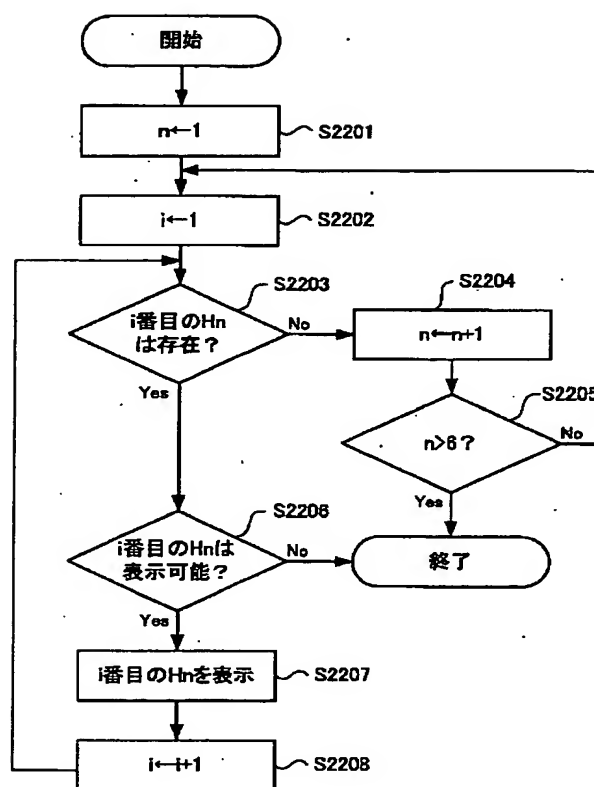 開始
n←1
S2201
i←1
S2202
S2203
i番目のHn
は存在？
No
Yes
S2204
n←n+1
S2205
n>6？
No
Yes
終了
S2206
i番目のHnは
表示可能？
No
Yes
i番目のHnを表示
S2207
i←i+1
S2208